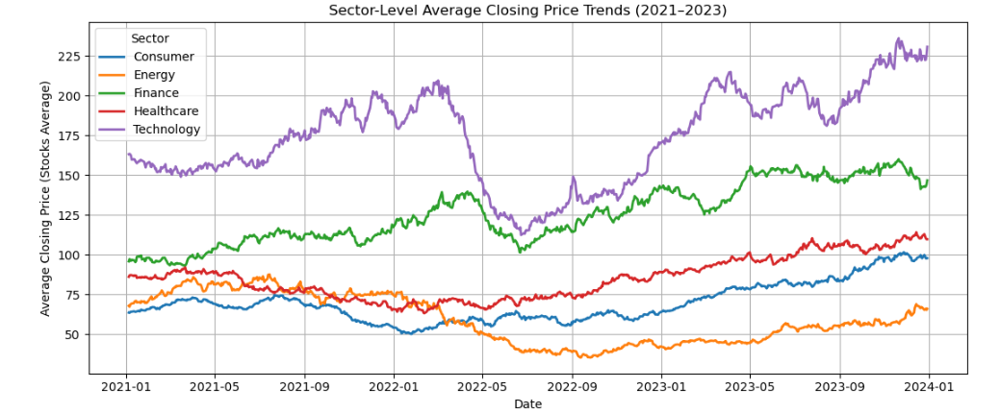 Sector-Level Average Closing Price Trends (2021–2023)
Sector
Consumer
Energy
Finance
Healthcare
Technology
Average Closing Price (Stocks Average)
225
200
175
150
125
100
75
50
2021-01 2021-05 2021-09 2022-01 2022-05 2022-09 2023-01 2023-05 2023-09 2024-01
Date